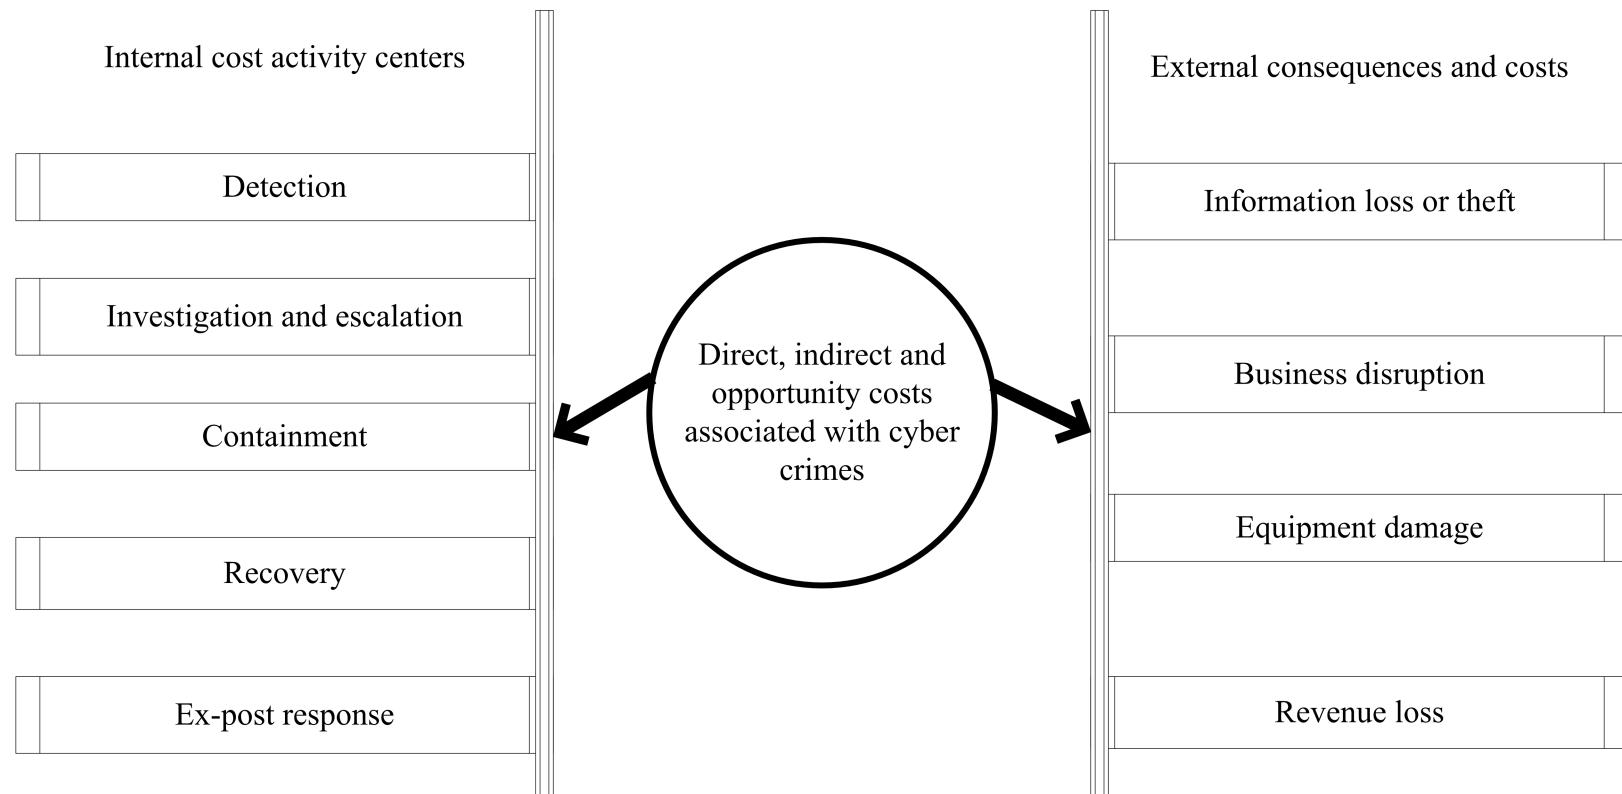 Internal cost activity centers
Detection
Investigation and escalation
Containment
Recovery
Ex-post response
Direct, indirect and
opportunity costs
associated with cyber
crimes
External consequences and costs
Information loss or theft
Business disruption
Equipment damage
Revenue loss